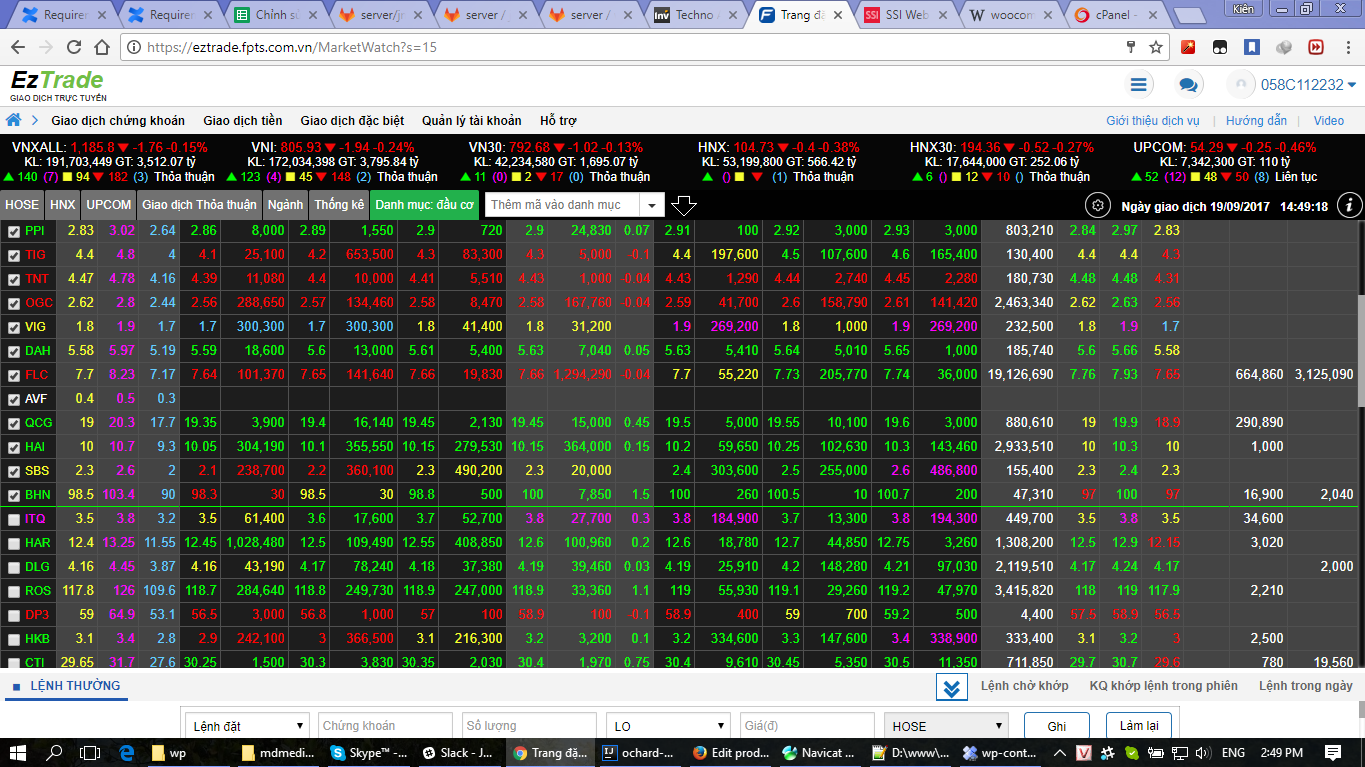 Requirer
Requirer
Chỉnh sử
server/jr
server /
server /
Techno /
Trang đầ
SSI Web
woocom
cPanel -
Kiên
https://eztrade.fpts.com.vn/MarketWatch?s=15
EzTrade
GIAO DỊCH TRỰC TUYẾN
058C112232
Giao dịch chứng khoán Giao dịch tiền Giao dịch đặc biệt Quản lý tài khoản Hỗ trợ Giới thiệu dịch vụ | Hướng dẫn | Video
VNXALL: 1,185.8 ▼ -1.76 -0.15% VNI: 805.93 ▼ -1.94 -0.24% VN30: 792.68 ▼ -1.02 -0.13% HNX: 104.73 ▼ -0.4 -0.38% HNX30: 194.36 ▼ -0.52 -0.27% UPCOM: 54.29 ▼ -0.25 -0.46%
KL: 191,703,449 GT: 3,512.07 tỷ KL: 172,034,398 GT: 3,795.84 tỷ KL: 42,234,580 GT: 1,695.07 tỷ KL: 53,199,800 GT: 566.42 tỷ KL: 17,644,000 GT: 252.06 tỷ KL: 7,342,300 GT: 110 tỷ
▲ 140 (7) ■ 94 ▼ 182 (3) Thỏa thuận ▲ 123 (4) ■ 45 ▼ 148 (2) Thỏa thuận ▲ 11 (0) ■ 2 ▼ 17 (0) Thỏa thuận ▲ () ■ ▼ (1) Thỏa thuận ▲ 6 () ■ 12 ▼ 10 () Thỏa thuận ▲ 52 (12) ■ 48 ▼ 50 (8) Liên tục
HOSE HNX UPCOM Giao dịch Thỏa thuận Ngành Thống kê Danh mục: đầu cơ Thêm mã vào danh mục Ngày giao dịch 19/09/2017 14:49:18
PPI 2.83 3.02 2.64 2.86 8,000 2.89 1,550 2.9 720 2.9 24,830 0.07 2.91 100 2.92 3,000 2.93 3,000 803,210 2.84 2.97 2.83
TIG 4.4 4.8 4 4.1 25,100 4.2 653,500 4.3 83,300 4.3 5,000 -0.1 4.4 197,600 4.5 107,600 4.6 165,400 130,400 4.4 4.4 4.3
TNT 4.47 4.78 4.16 4.39 11,080 4.4 10,000 4.41 5,510 4.43 1,000 -0.04 4.43 1,290 4.44 2,740 4.45 2,280 180,730 4.48 4.48 4.31
OGC 2.62 2.8 2.44 2.56 288,650 2.57 134,460 2.58 8,470 2.58 167,760 -0.04 2.59 41,700 2.6 158,790 2.61 141,420 2,463,340 2.62 2.63 2.56
VIG 1.8 1.9 1.7 1.7 300,300 1.7 300,300 1.8 41,400 1.8 31,200 1.9 269,200 1.8 1,000 1.9 269,200 232,500 1.8 1.9 1.7
DAH 5.58 5.97 5.19 5.59 18,600 5.6 13,000 5.61 5,400 5.63 7,040 0.05 5.63 5,410 5.64 5,010 5.65 1,000 185,740 5.6 5.66 5.58
FLC 7.7 8.23 7.17 7.64 101,370 7.65 141,640 7.66 19,830 7.66 1,294,290 -0.04 7.7 55,220 7.73 205,770 7.74 36,000 19,126,690 7.76 7.93 7.65 664,860 3,125,090
AVF 0.4 0.5 0.3
QCG 19 20.3 17.7 19.35 3,900 19.4 16,140 19.45 2,130 19.45 15,000 0.45 19.5 5,000 19.55 10,100 19.6 3,000 880,610 19 19.9 18.9 290,890
HAI 10 10.7 9.3 10.05 304,190 10.1 355,550 10.15 279,530 10.15 364,000 0.15 10.2 59,650 10.25 102,630 10.3 143,460 2,933,510 10 10.3 10 1,000
SBS 2.3 2.6 2 2.1 238,700 2.2 360,100 2.3 490,200 2.3 20,000 2.4 303,600 2.5 255,000 2.6 486,800 155,400 2.3 2.4 2.3
BHN 98.5 103.4 90 98.3 30 98.5 30 98.8 500 100 7,850 1.5 100 260 100.5 10 100.7 200 47,310 97 100 97 16,900 2,040
ITQ 3.5 3.8 3.2 3.5 61,400 3.6 17,600 3.7 52,700 3.8 27,700 0.3 3.8 184,900 3.7 13,300 3.8 194,300 449,700 3.5 3.8 3.5 34,600
HAR 12.4 13.25 11.55 12.45 1,028,480 12.5 109,490 12.55 408,850 12.6 100,960 0.2 12.6 18,780 12.7 44,850 12.75 3,260 1,308,200 12.5 12.9 12.15 3,020
DLG 4.16 4.45 3.87 4.16 43,190 4.17 78,240 4.18 37,380 4.19 39,460 0.03 4.19 25,910 4.2 148,280 4.21 97,030 2,119,510 4.17 4.24 4.17 2,000
ROS 117.8 126 109.6 118.7 284,640 118.8 249,730 118.9 247,000 118.9 33,360 1.1 119 55,930 119.1 29,260 119.2 47,970 3,415,820 118 119 117.9 2,210
DP3 59 64.9 53.1 56.5 3,000 56.8 1,000 57 100 58.9 100 -0.1 58.9 400 59 700 59.2 500 4,400 57.5 58.9 56.5
HKB 3.1 3.4 2.8 2.9 242,100 3 366,500 3.1 216,300 3.2 3,200 0.1 3.2 334,600 3.3 147,600 3.4 338,900 333,400 3.1 3.2 3 2,500
CTI 29.65 31.7 27.6 30.25 1,500 30.3 3,830 30.35 2,030 30.4 1,970 0.75 30.4 9,610 30.45 5,350 30.5 11,350 711,850 29.7 30.7 29.6 780 19,560
LỆNH THƯỜNG Lệnh chờ khớp KQ khớp lệnh trong phiên Lệnh trong ngày
Lệnh đặt Chứng khoán Số lượng LO Giá(đ) HOSE Ghi Làm lại
wp mdmedi... Skype™ -... Slack - J... Trang đặ... ochard-... Edit prod... Navicat ... D:\www\... wp-cont... ENG 2:49 PM